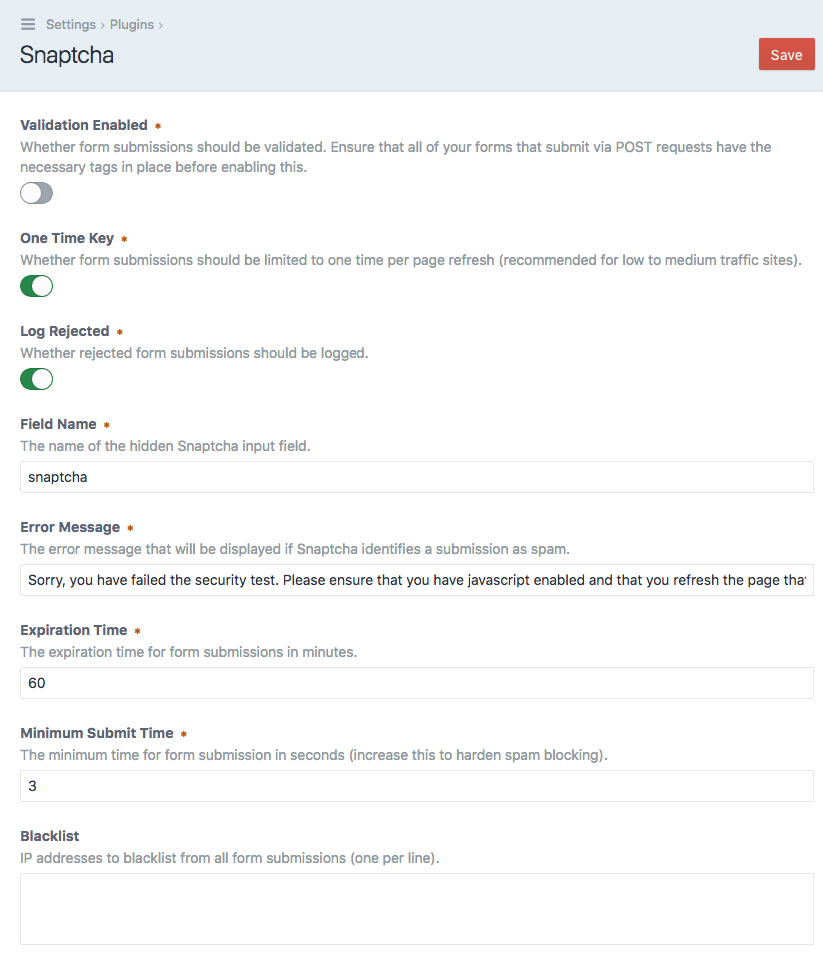 Settings › Plugins ›
Snaptcha
Save
Validation Enabled *
Whether form submissions should be validated. Ensure that all of your forms that submit via POST requests have the
necessary tags in place before enabling this.
One Time Key *
Whether form submissions should be limited to one time per page refresh (recommended for low to medium traffic sites).
Log Rejected *
Whether rejected form submissions should be logged.
Field Name *
The name of the hidden Snaptcha input field.
snaptcha
Error Message *
The error message that will be displayed if Snaptcha identifies a submission as spam.
Sorry, you have failed the security test. Please ensure that you have javascript enabled and that you refresh the page that
Expiration Time *
The expiration time for form submissions in minutes.
60
Minimum Submit Time *
The minimum time for form submission in seconds (increase this to harden spam blocking).
3
Blacklist
IP addresses to blacklist from all form submissions (one per line).